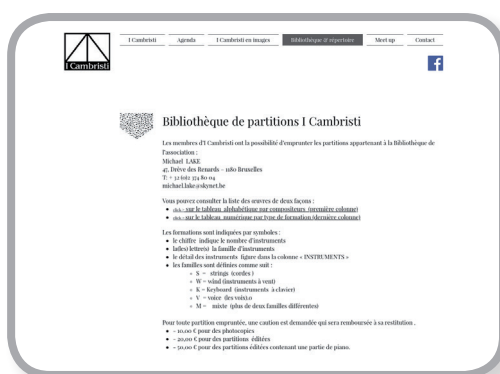 I Cambristi
I Cambristi
Agenda
I Cambristi en images
Bibliothèque & répertoire
Meet up
Contact
f
Bibliothèque de partitions I Cambristi
Les membres d'I Cambristi ont la possibilité d'emprunter les partitions appartenant à la Bibliothèque de
l'association :
Michael LAKE
47, Drève des Renards – 1180 Bruxelles
T: + 32 (0)2 374 80 04
michael.lake@skynet.be
Vous pouvez consulter la liste des œuvres de deux façons :
sur le tableau alphabétique par compositeurs (première colonne)
sur le tableau numérique par type de formation (dernière colonne)
Les formations sont indiquées par symboles :
le chiffre indique le nombre d'instruments
la(les) lettre(s) la famille d'instruments
le détail des instruments figure dans la colonne « INSTRUMENTS »
les familles sont définies comme suit :
S = strings (cordes )
W = wind (instruments à vent)
K = Keyboard (instruments à clavier)
V = voice (les voix).0
M = mixte (plus de deux familles différentes)
Pour toute partition empruntée, une caution est demandée qui sera remboursée à sa restitution .
- 10,00 € pour des photocopies
- 20,00 € pour des partitions éditées
- 50,00 € pour des partitions éditées contenant une partie de piano.